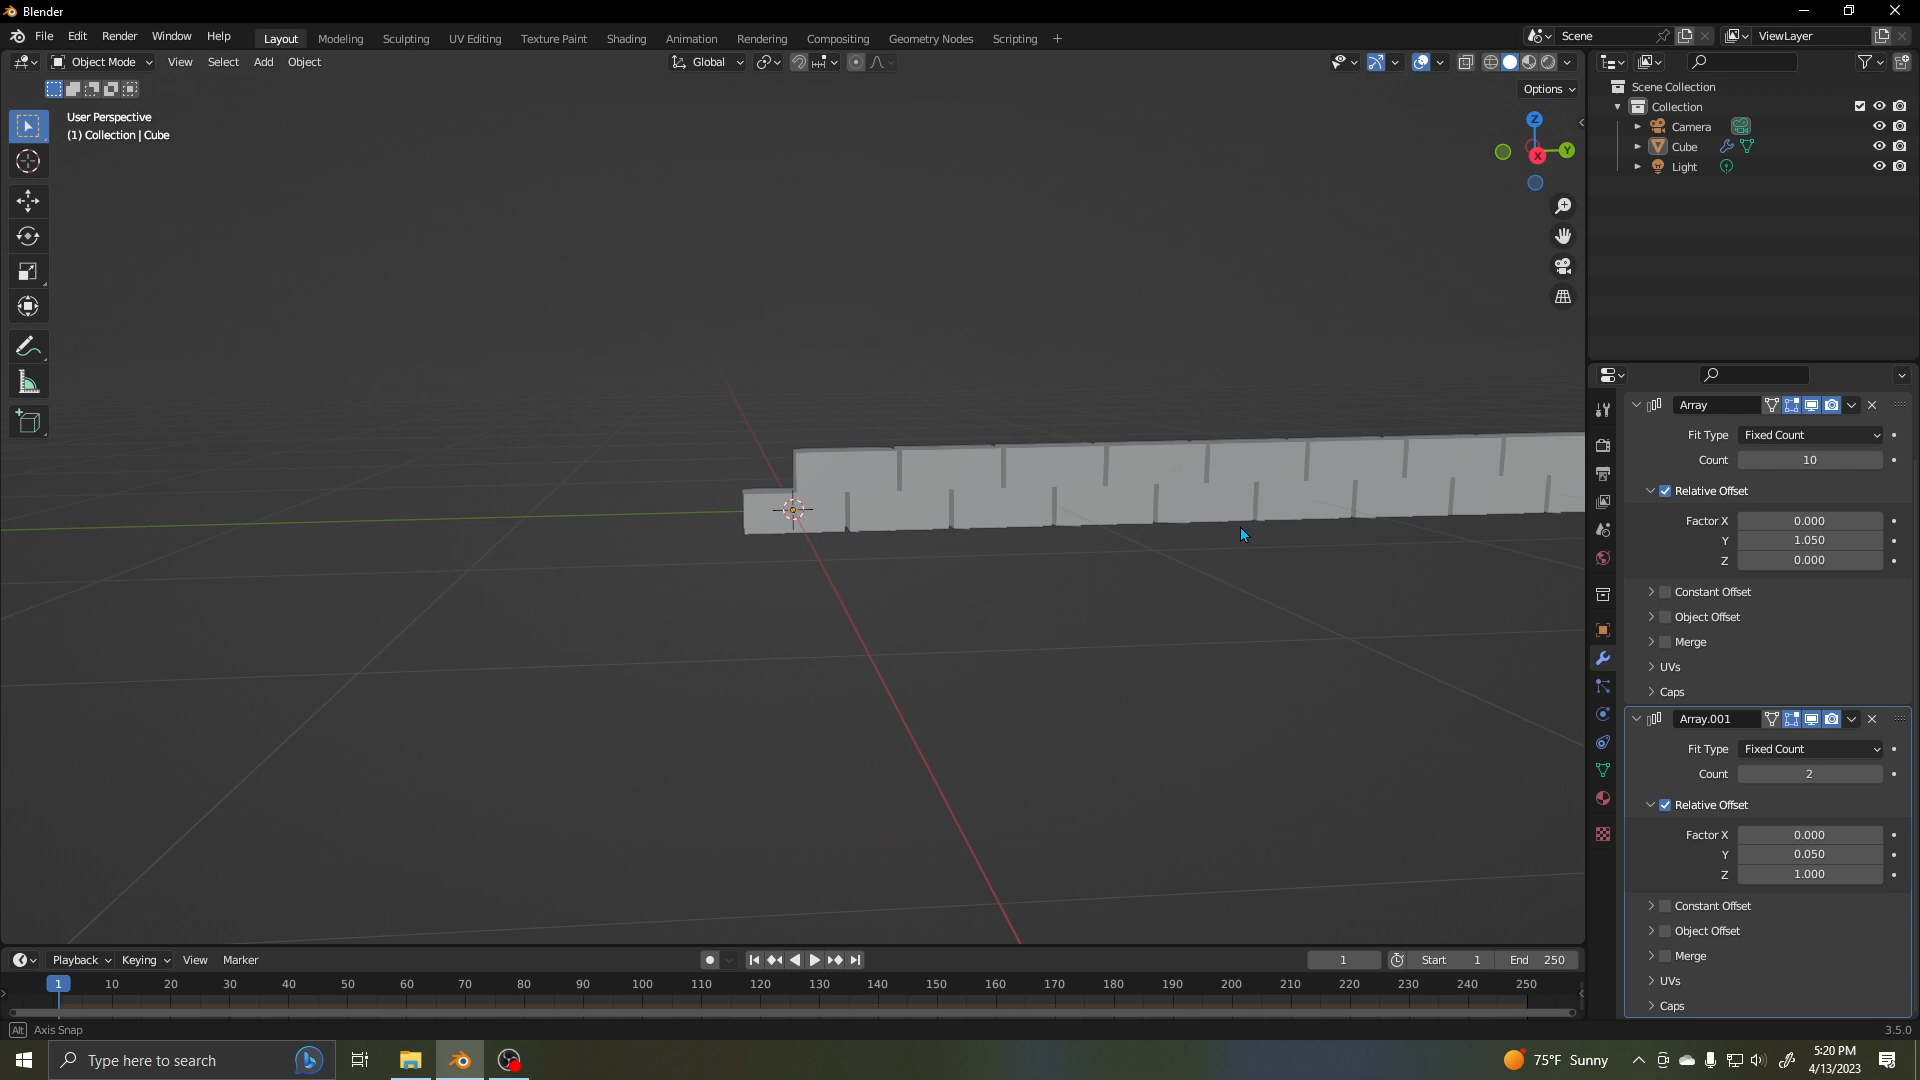 Blender
File Edit Render Window Help Layout Modeling Sculpting UV Editing Texture Paint Shading Animation Rendering Compositing Geometry Nodes Scripting + Scene ViewLayer
Object Mode View Select Add Object Global
Options
User Perspective
(1) Collection | Cube
Z
Y
X
Scene Collection
Collection
Camera
Cube
Light
Array
Fit Type Fixed Count
Count 10
Relative Offset
Factor X 0.000
Y 1.050
Z 0.000
Constant Offset
Object Offset
Merge
UVs
Caps
Array.001
Fit Type Fixed Count
Count 2
Relative Offset
Factor X 0.000
Y 0.050
Z 1.000
Constant Offset
Object Offset
Merge
UVs
Caps
Playback Keying View Marker 1 Start 1 End 250
1 10 20 30 40 50 60 70 80 90 100 110 120 130 140 150 160 170 180 190 200 210 220 230 240 250
Alt Axis Snap 3.5.0
Type here to search 75°F Sunny 5:20 PM
4/13/2023